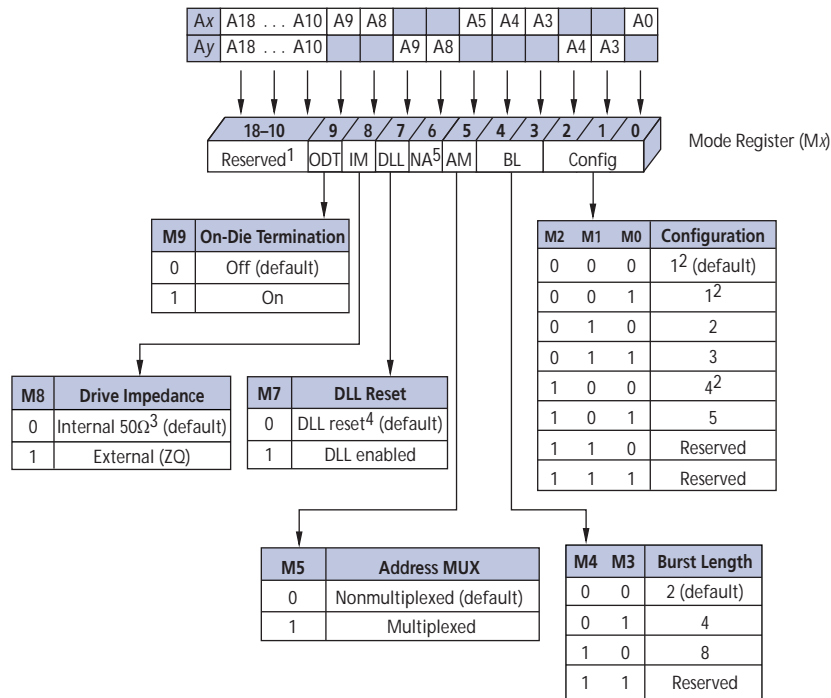 Ax A18 . . . A10 A9 A8 A5 A4 A3 A0
Ay A18 . . . A10 A9 A8 A4 A3
18–10 9 8 7 6 5 4 3 2 1 0
Reserved1 ODT IM DLL NA5 AM BL Config
Mode Register (Mx)
M9 On-Die Termination
0 Off (default)
1 On
M2 M1 M0 Configuration
0 0 0 12 (default)
0 0 1 12
0 1 0 2
0 1 1 3
1 0 0 42
1 0 1 5
1 1 0 Reserved
1 1 1 Reserved
M8 Drive Impedance
0 Internal 50Ω3 (default)
1 External (ZQ)
M7 DLL Reset
0 DLL reset4 (default)
1 DLL enabled
M5 Address MUX
0 Nonmultiplexed (default)
1 Multiplexed
M4 M3 Burst Length
0 0 2 (default)
0 1 4
1 0 8
1 1 Reserved